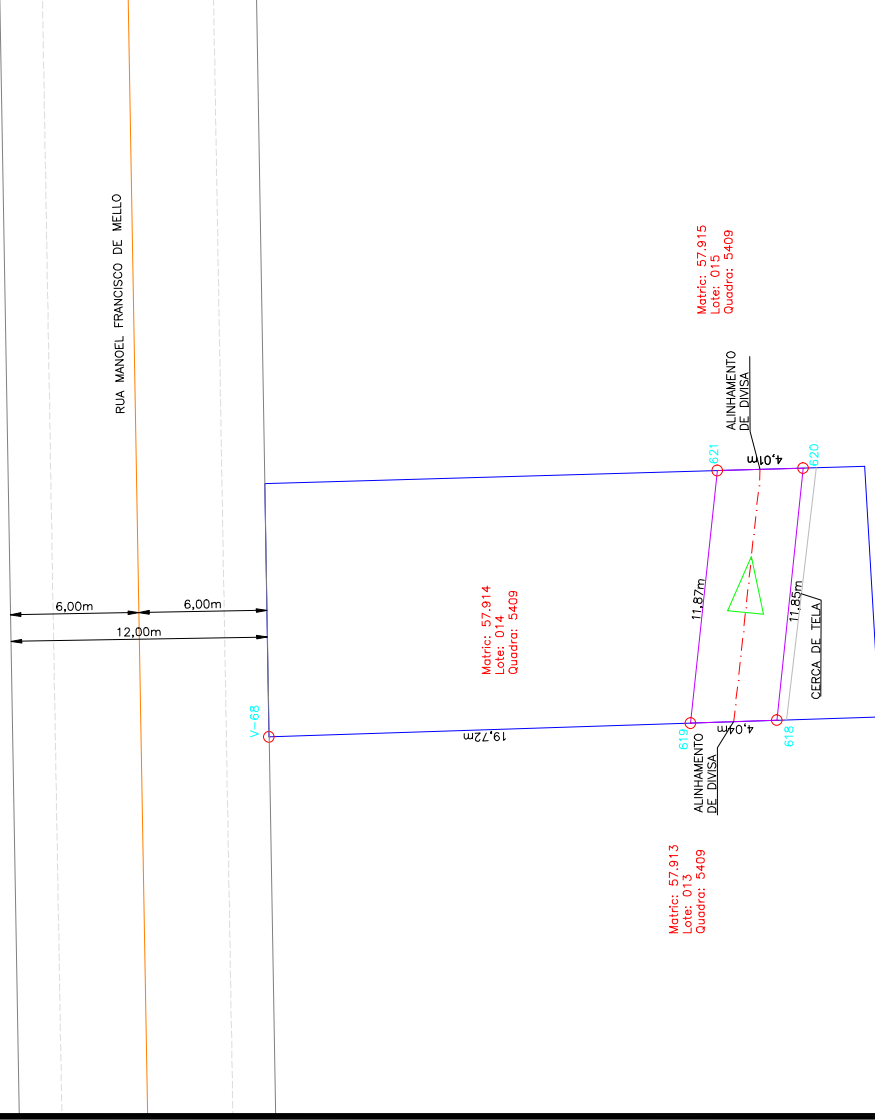 RUA MANOEL FRANCISCO DE MELLO
6,00m
6,00m
12,00m
V-68
19,72m
Matric: 57.914
Lote: 014
Quadra: 5409
Matric: 57.915
Lote: 015
Quadra: 5409
ALINHAMENTO
DE DIVISA
621
4,01m
620
11,87m
11,85m
CERCA DE TELA
619
4,04m
618
ALINHAMENTO
DE DIVISA
Matric: 57.913
Lote: 013
Quadra: 5409